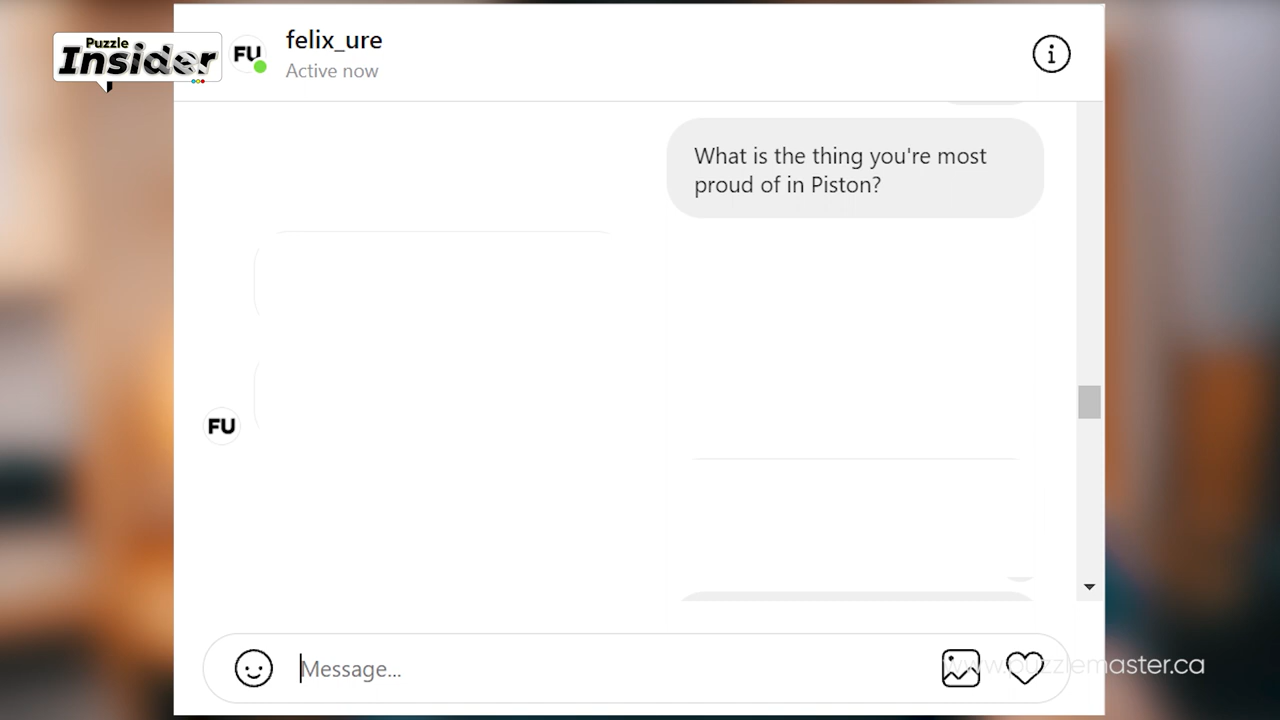 Puzzle
Insider
FU
felix_ure
Active now
i
What is the thing you're most
proud of in Piston?
FU
Message...
www.puzzlemaster.ca